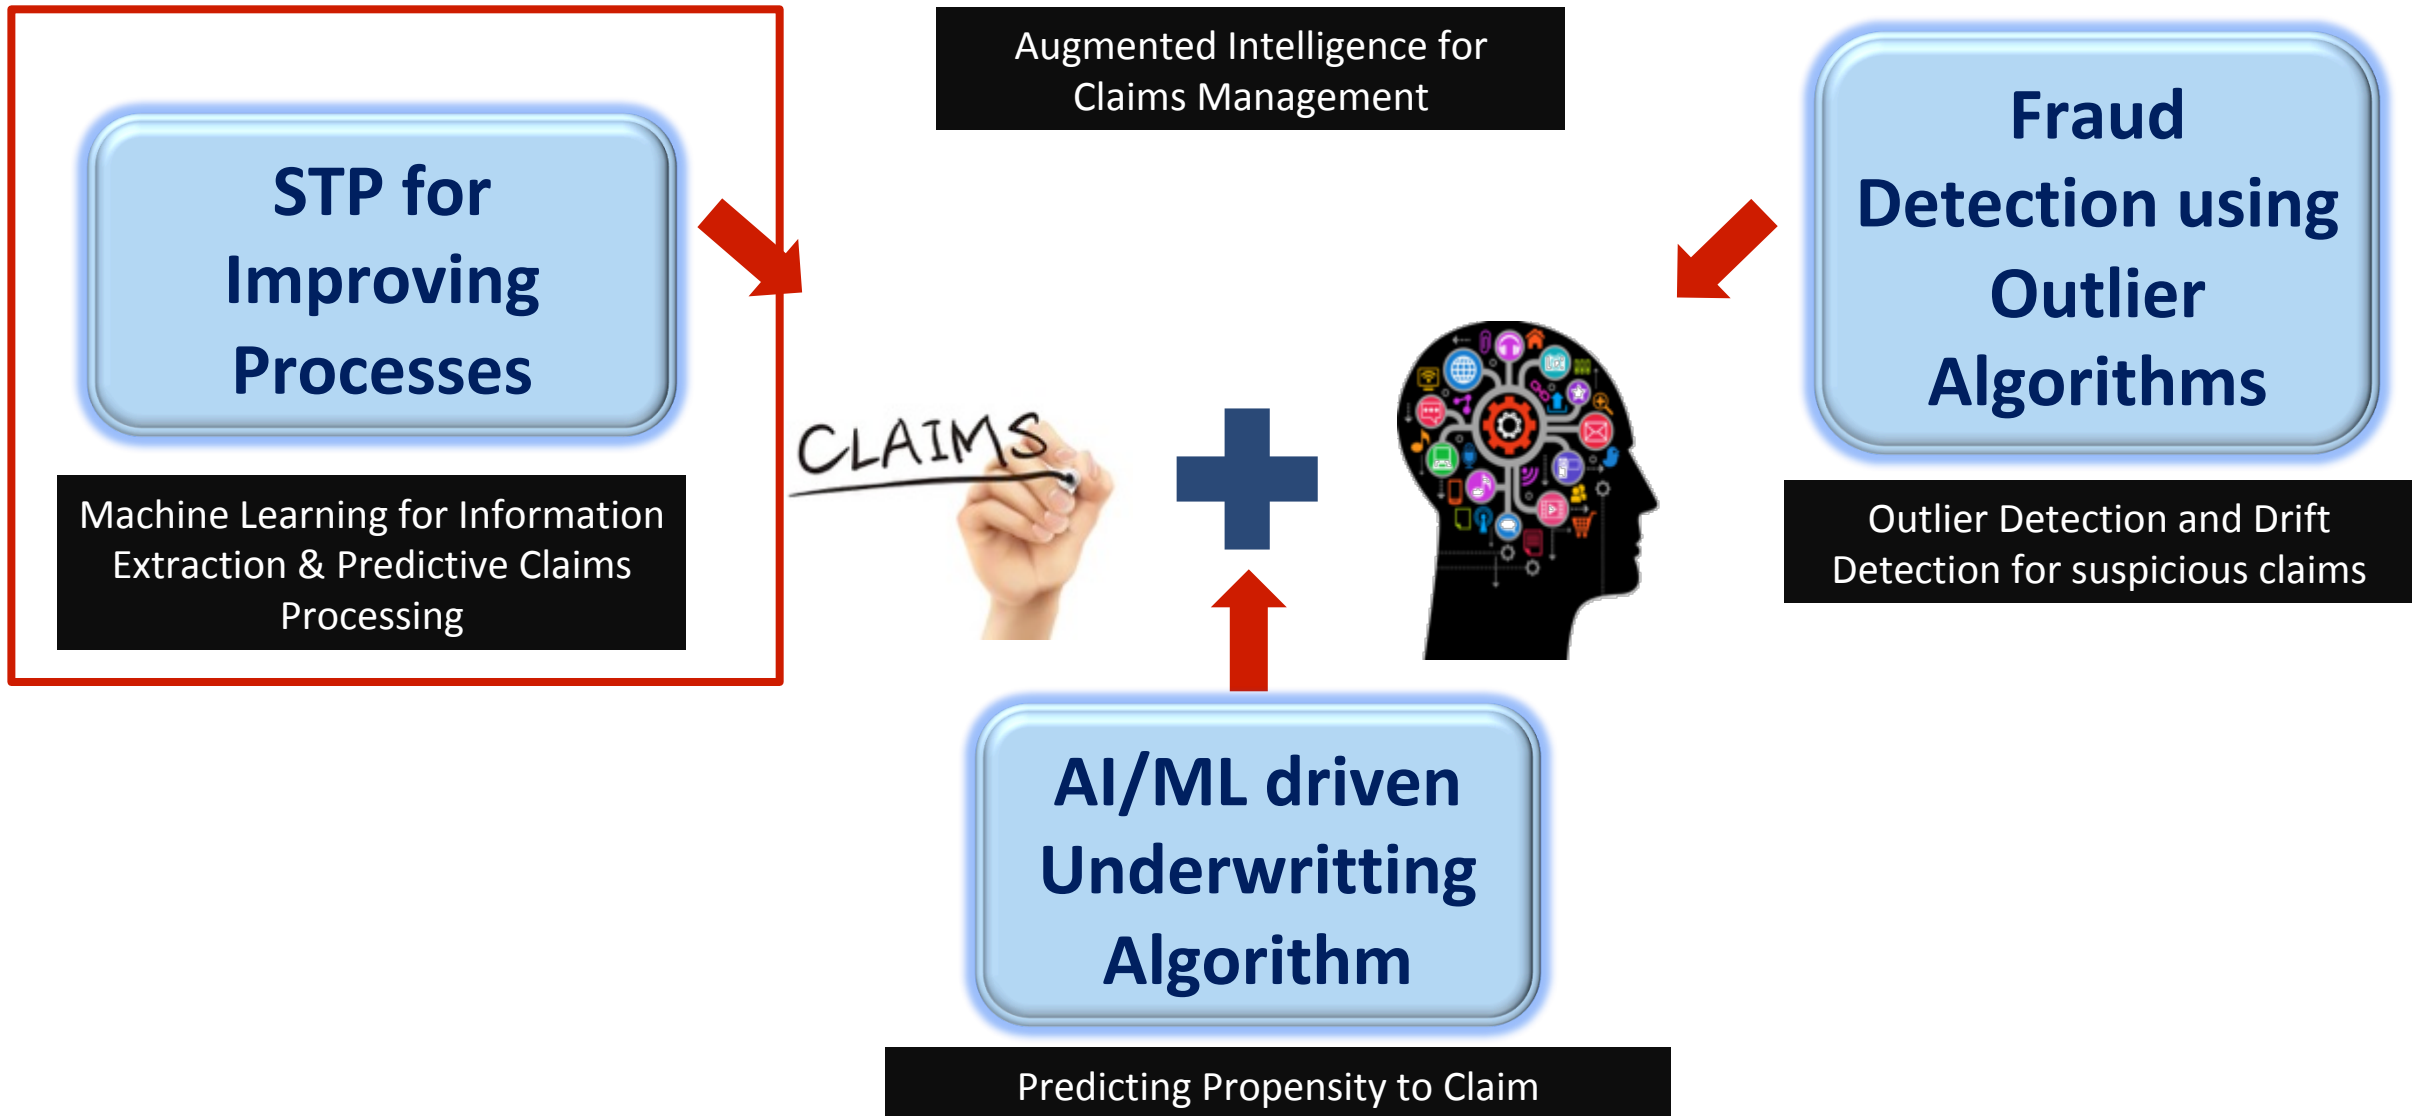 Augmented Intelligence for
Claims Management
STP for
Improving
Processes
Machine Learning for Information
Extraction & Predictive Claims
Processing
Fraud
Detection using
Outlier
Algorithms
Outlier Detection and Drift
Detection for suspicious claims
CLAIMS
AI/ML driven
Underwritting
Algorithm
Predicting Propensity to Claim